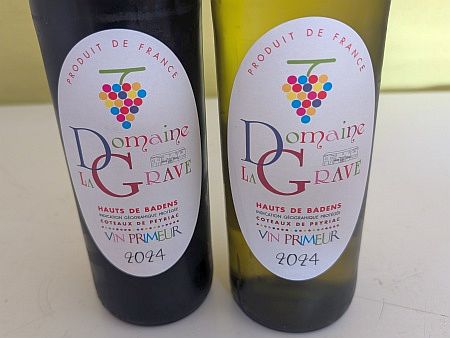 PRODUIT DE FRANCE
Domaine
LA GRAVE
HAUTS DE BADENS
INDICATION GÉOGRAPHIQUE PROTÉGÉE
COTEAUX DE PEYRIAC
VIN PRIMEUR
2024
PRODUIT DE FRANCE
Domaine
LA GRAVE
HAUTS DE BADENS
INDICATION GÉOGRAPHIQUE PROTÉGÉE
COTEAUX DE PEYRIAC
VIN PRIMEUR
2024